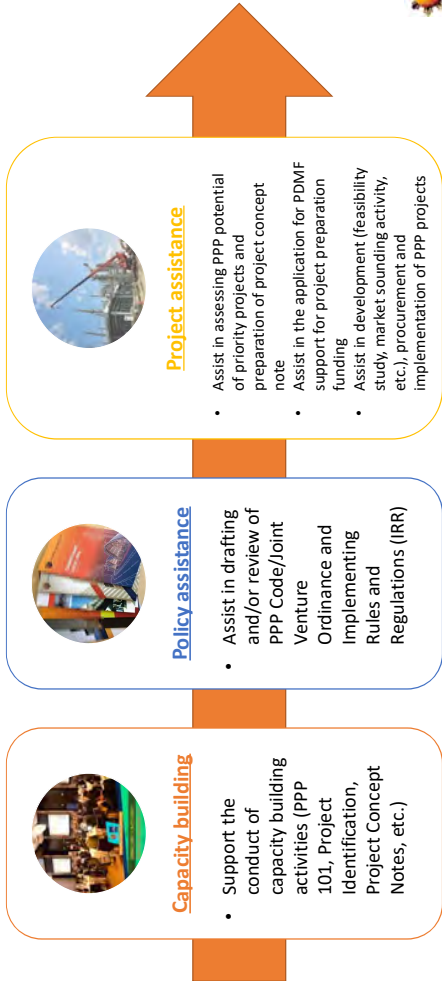 Capacity building
• Support the
conduct of
capacity building
activities (PPP
101, Project
Identification,
Project Concept
Notes, etc.)
Policy assistance
• Assist in drafting
and/or review of
PPP Code/Joint
Venture
Ordinance and
Implementing
Rules and
Regulations (IRR)
Project assistance
• Assist in assessing PPP potential
of priority projects and
preparation of project concept
note
• Assist in the application for PDMF
support for project preparation
funding
• Assist in development (feasibility
study, market sounding activity,
etc.), procurement and
implementation of PPP projects